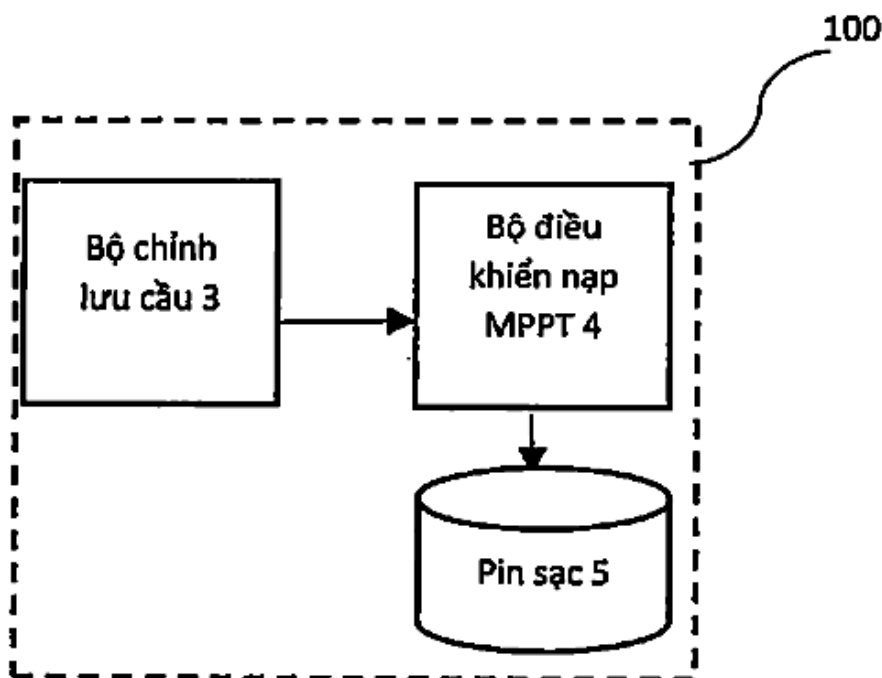 100
Bộ chỉnh
lưu cầu 3
Bộ điều
khiển nạp
MPPT 4
Pin sạc 5